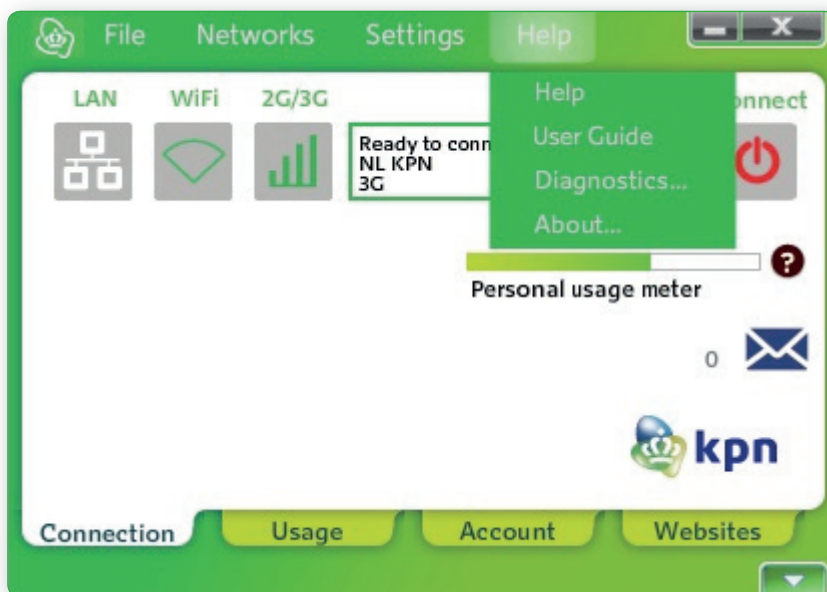 File Networks Settings Help
LAN WiFi 2G/3G
Help
User Guide
Diagnostics...
About...
Ready to conn
NL KPN
3G
onnect
Personal usage meter
?
0
kpn
Connection Usage Account Websites